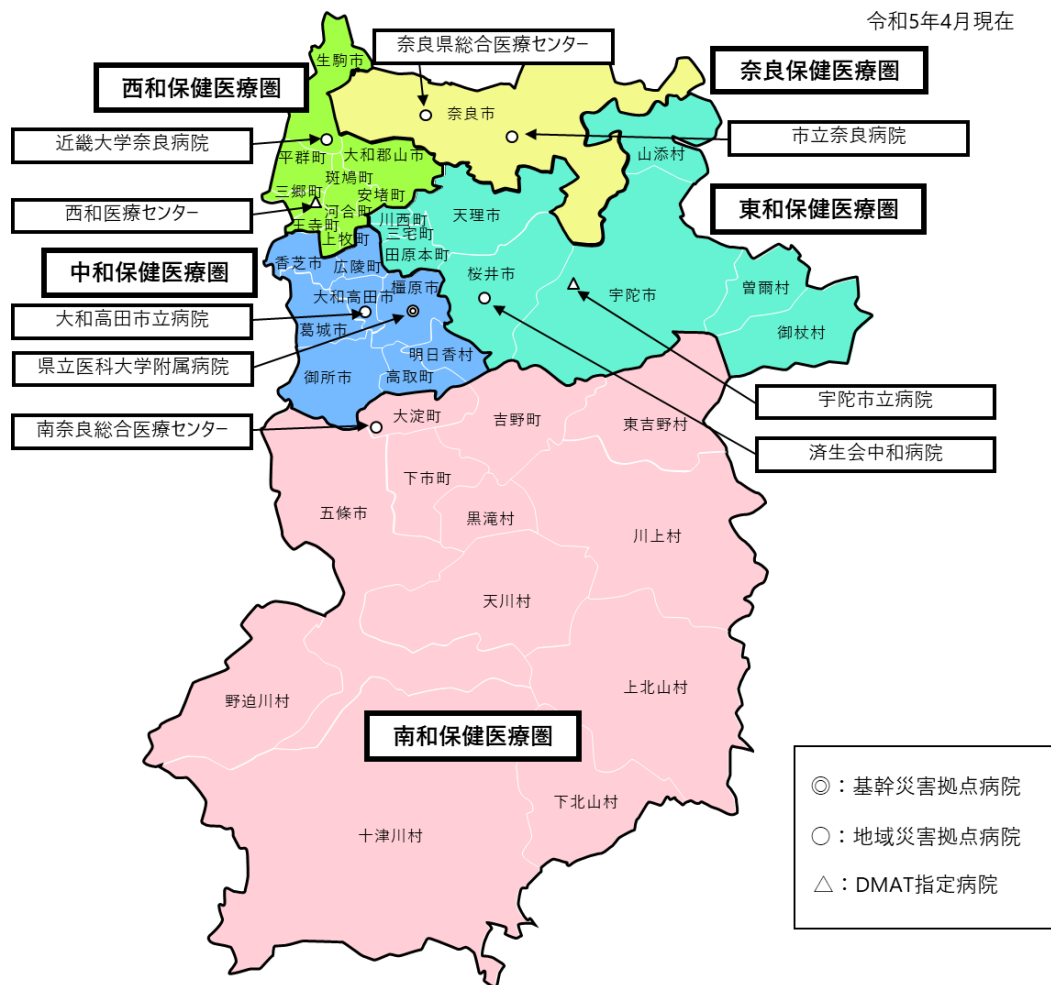 令和5年4月現在
奈良県総合医療センター
生駒市
奈良保健医療圏
西和保健医療圏
奈良市
近畿大学奈良病院
市立奈良病院
平群町
大和郡山市
山添村
斑鳩町
三郷町
安堵町
西和医療センター
河合町
東和保健医療圏
王寺町
川西町
天理市
上牧町
三宅町
田原本町
中和保健医療圏
香芝市
広陵町
橿原市
桜井市
宇陀市
曽爾村
大和高田市
大和高田市立病院
葛城市
御杖村
県立医科大学附属病院
明日香村
御所市
高取町
宇陀市立病院
南奈良総合医療センター
大淀町
吉野町
東吉野村
済生会中和病院
下市町
五條市
黒滝村
川上村
天川村
上北山村
野迫川村
南和保健医療圏
下北山村
十津川村
◎：基幹災害拠点病院
○：地域災害拠点病院
△：DMAT指定病院